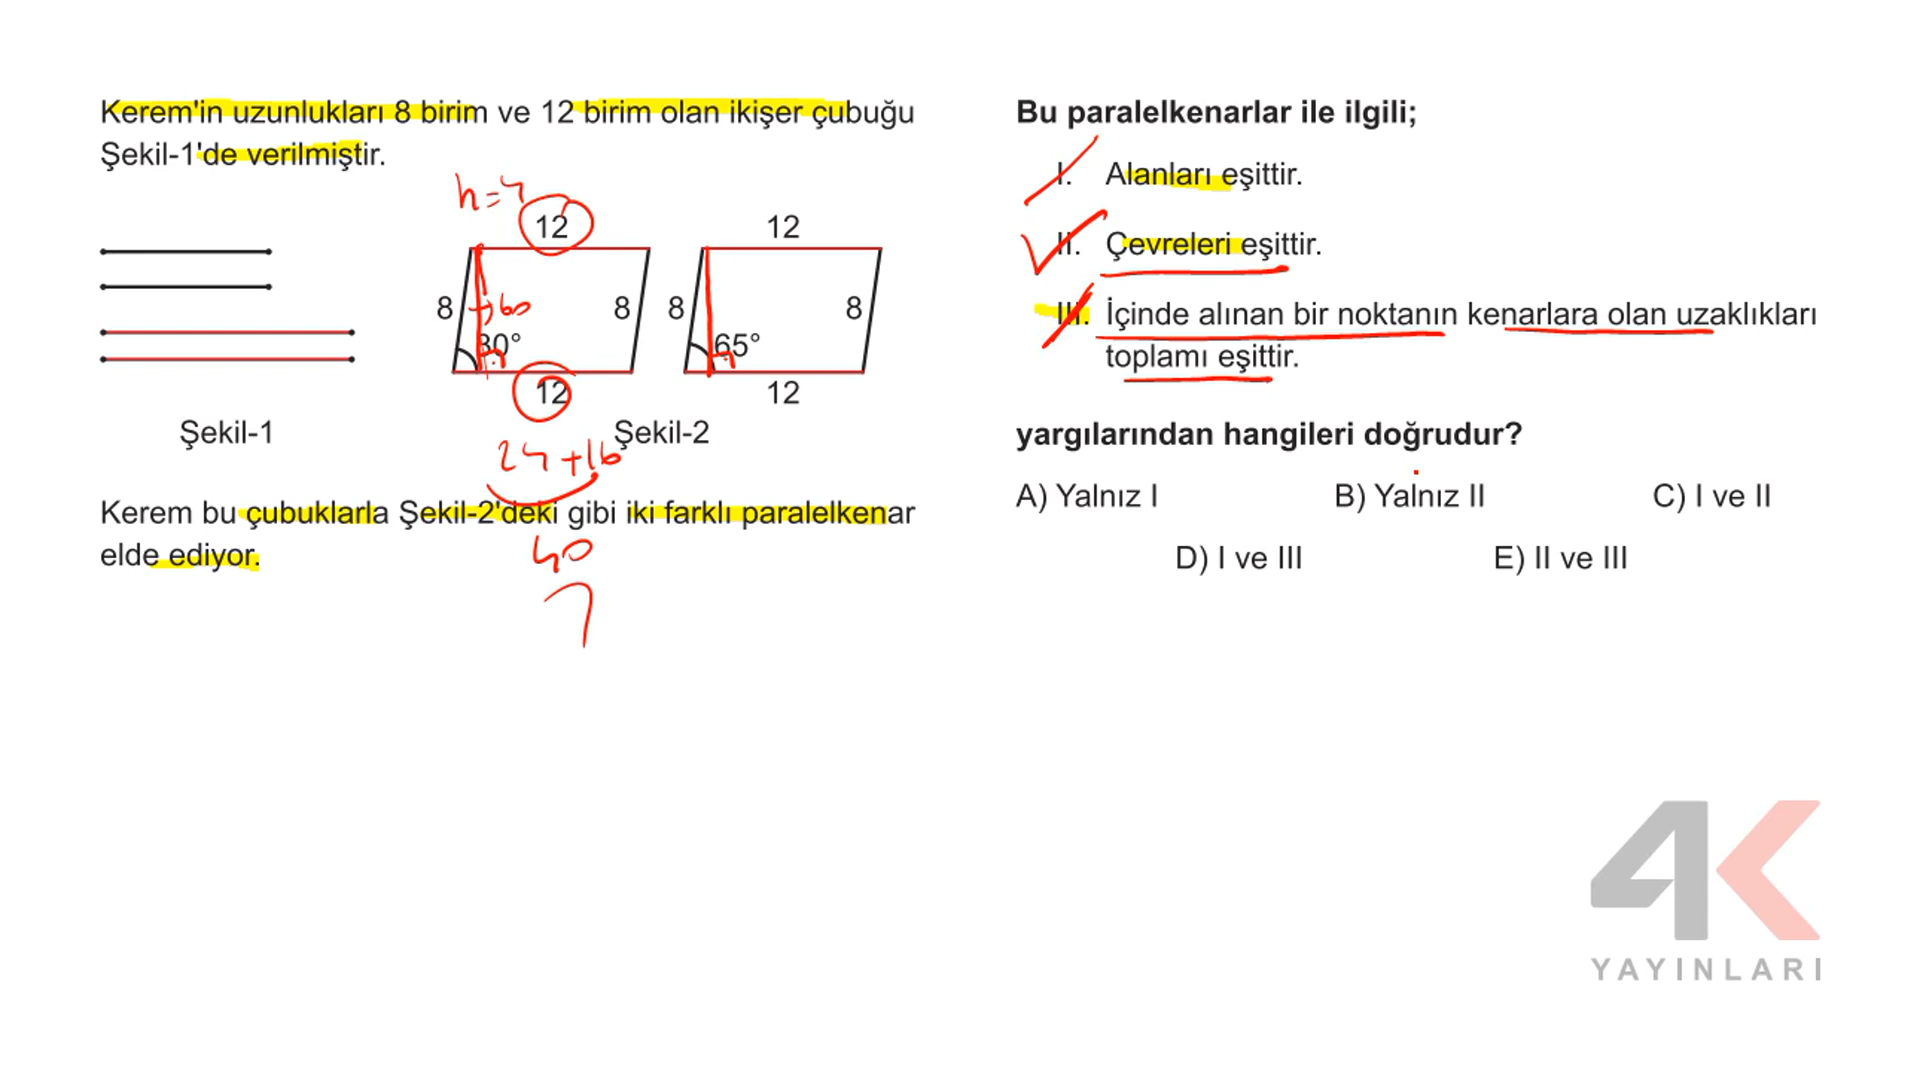 Kerem'in uzunlukları 8 birim ve 12 birim olan ikişer çubuğu
Şekil-1'de verilmiştir.
h=4
12
12
8
60
30°
8
8
65°
8
12
12
Şekil-1
Şekil-2
24+16
Kerem bu çubuklarla Şekil-2'deki gibi iki farklı paralelkenar
elde ediyor.
40
Bu paralelkenarlar ile ilgili;
I. Alanları eşittir.
II. Çevreleri eşittir.
III. İçinde alınan bir noktanın kenarlara olan uzaklıkları
toplamı eşittir.
yargılarından hangileri doğrudur?
A) Yalnız I B) Yalnız II C) I ve II
D) I ve III E) II ve III
4K
YAYINLARI